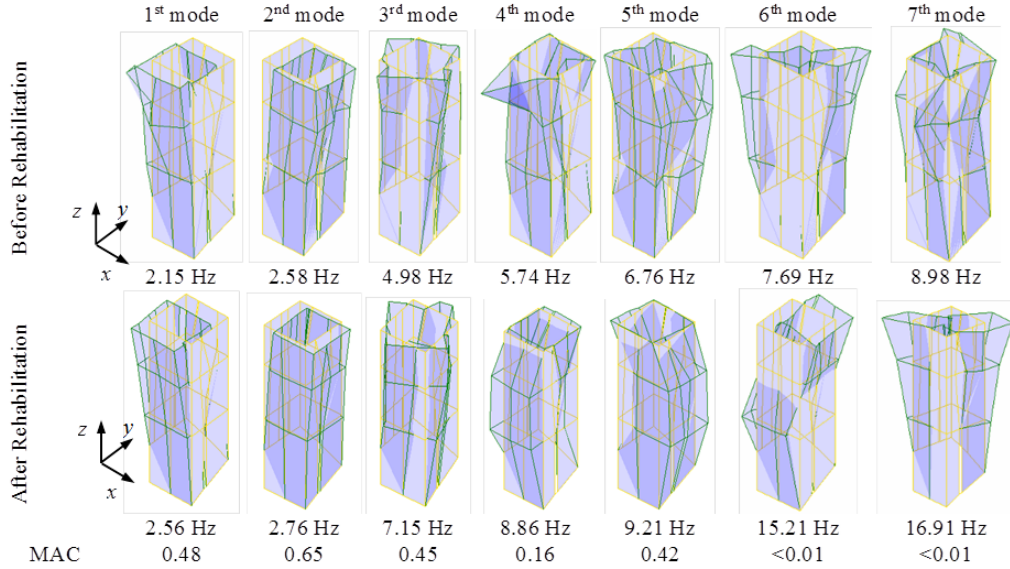 1st mode 2nd mode 3rd mode 4th mode 5th mode 6th mode 7th mode
Before Rehabilitation
z y x
2.15 Hz 2.58 Hz 4.98 Hz 5.74 Hz 6.76 Hz 7.69 Hz 8.98 Hz
After Rehabilitation
z y x
2.56 Hz 2.76 Hz 7.15 Hz 8.86 Hz 9.21 Hz 15.21 Hz 16.91 Hz
MAC 0.48 0.65 0.45 0.16 0.42 <0.01 <0.01